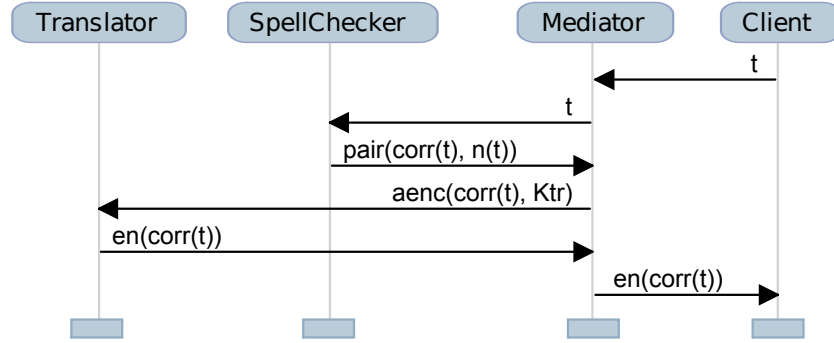 Translator SpellChecker Mediator Client
t
t
pair(corr(t), n(t))
aenc(corr(t), Ktr)
en(corr(t))
en(corr(t))